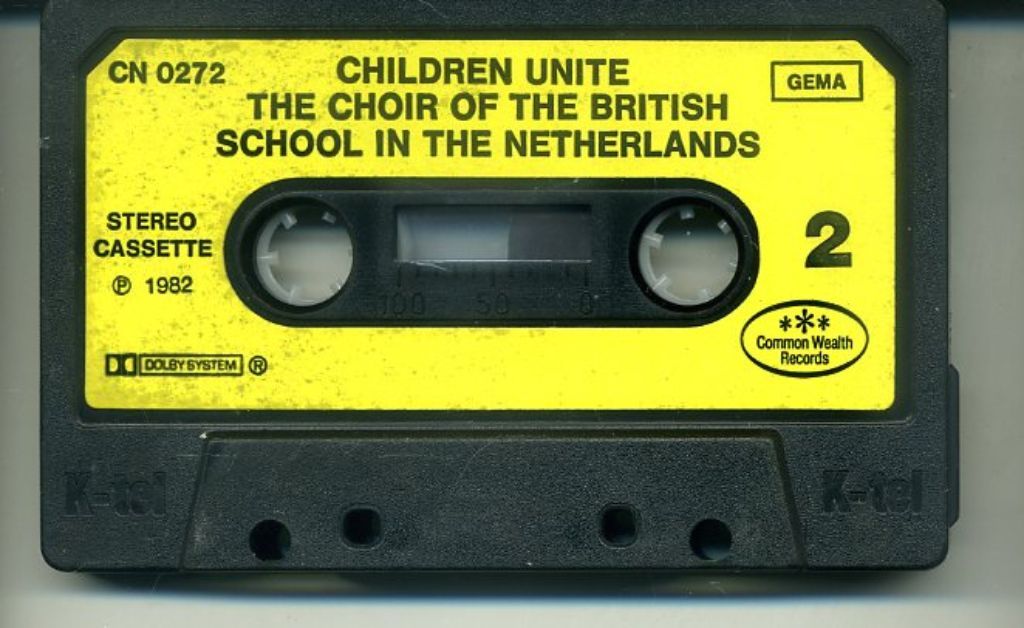 CN 0272
CHILDREN UNITE
THE CHOIR OF THE BRITISH
SCHOOL IN THE NETHERLANDS
GEMA
STEREO
CASSETTE
℗ 1982
2
100 50 0
Common Wealth
Records
DOLBY SYSTEM ®
K-tel
K-tel